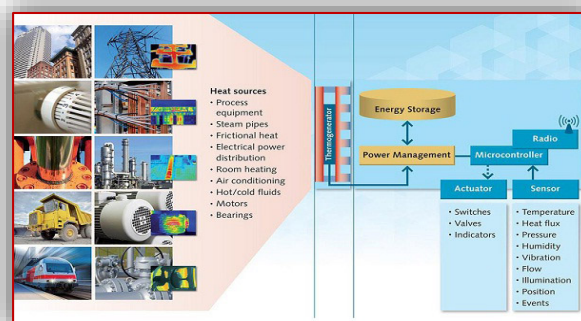 Heat sources
• Process
equipment
• Steam pipes
• Frictional heat
• Electrical power
distribution
• Room heating
• Air conditioning
• Hot/cold fluids
• Motors
• Bearings
Thermogenerator
Energy Storage
Power Management
Radio
Microcontroller
Actuator
• Switches
• Valves
• Indicators
Sensor
• Temperature
• Heat flux
• Pressure
• Humidity
• Vibration
• Flow
• Illumination
• Position
• Events